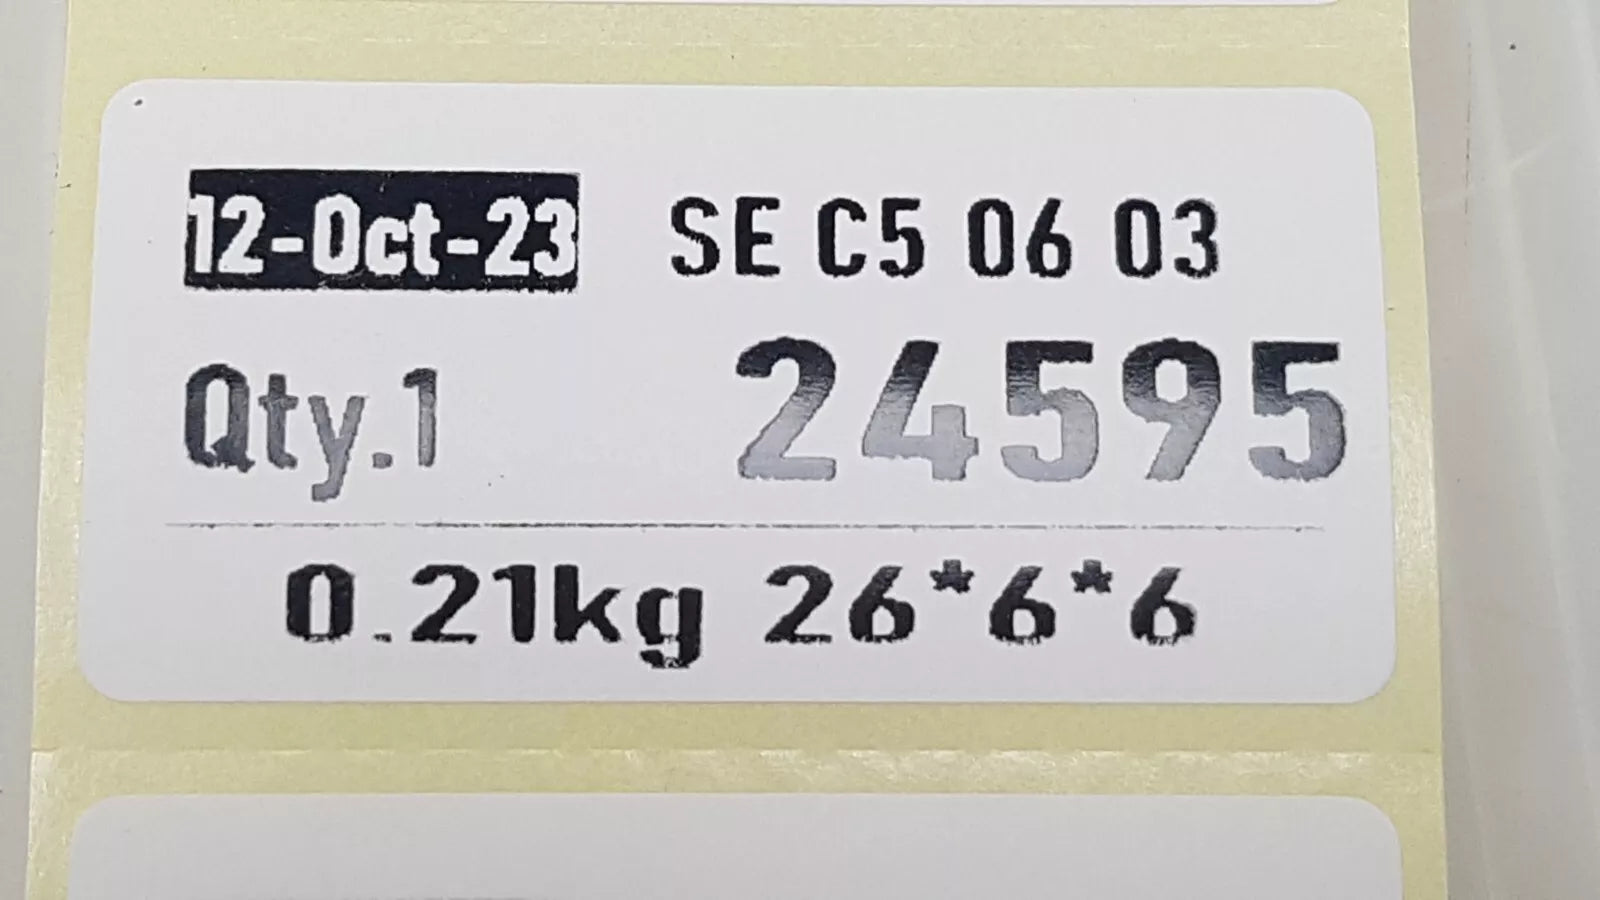 12-Oct-23 SE C5 06 03
Qty.1 24595
0.21kg 26*6*6